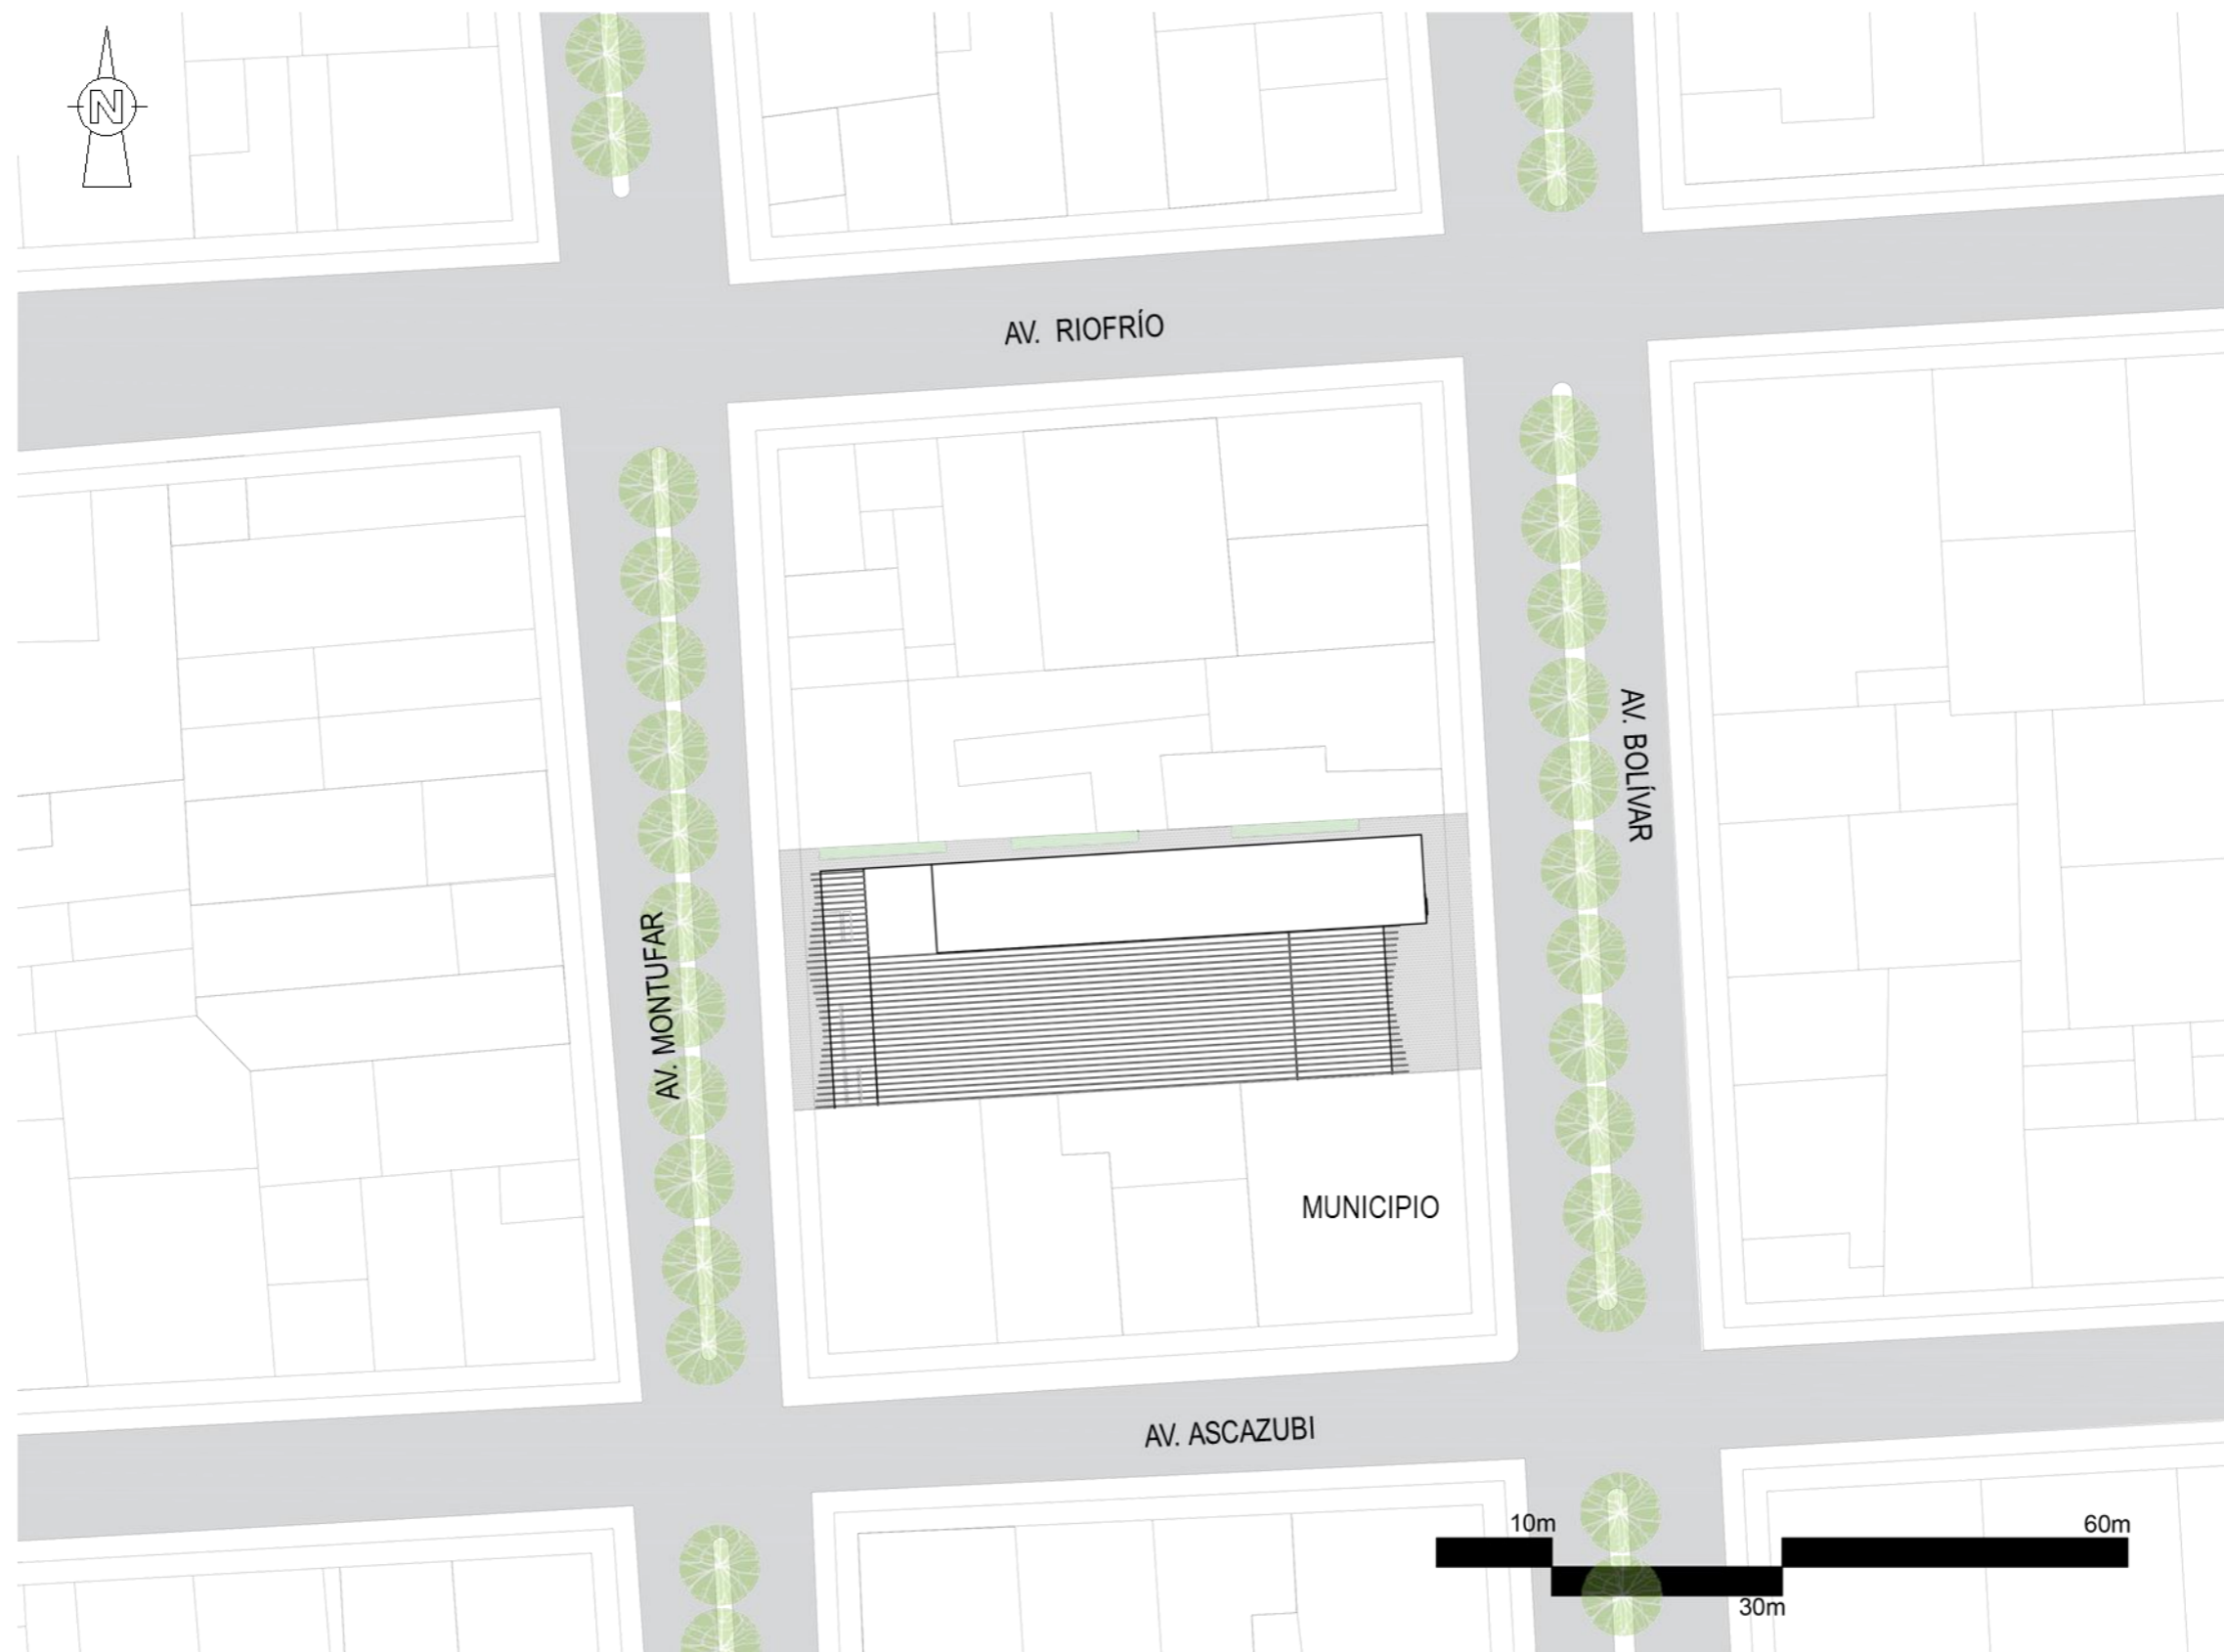 N
AV. RIOFRÍO
AV. BOLÍVAR
AV. MONTUFAR
MUNICIPIO
AV. ASCAZUBI
10m
60m
30m